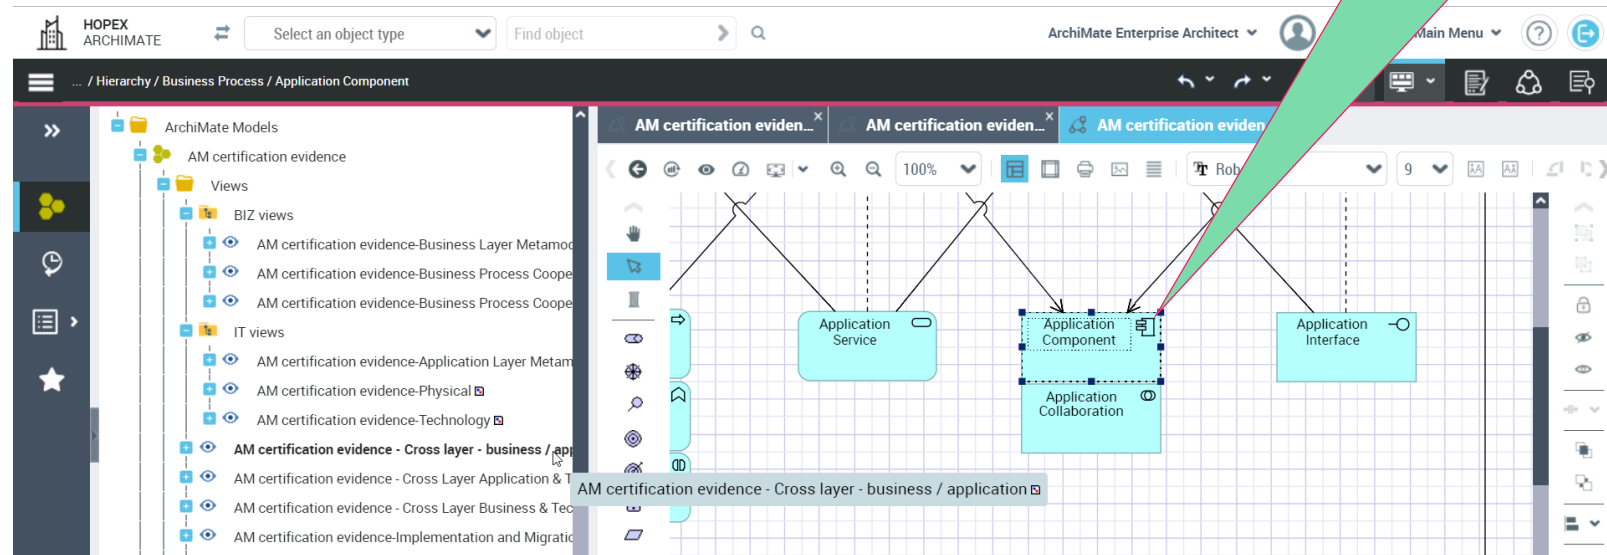 HOPEX
ARCHIMATE
Select an object type
Find object
ArchiMate Enterprise Architect
Main Menu
?
... / Hierarchy / Business Process / Application Component
ArchiMate Models
AM certification evidence
Views
BIZ views
AM certification evidence-Business Layer Metamoc
AM certification evidence-Business Process Coope
AM certification evidence-Business Process Coope
IT views
AM certification evidence-Application Layer Metam
AM certification evidence-Physical
AM certification evidence-Technology
AM certification evidence - Cross layer - business / app
AM certification evidence - Cross Layer Application & T
AM certification evidence - Cross Layer Business & Tec
AM certification evidence-Implementation and Migratic
AM certification eviden...
AM certification eviden...
AM certification eviden
100%
Rob
9
Application
Service
Application
Component
Application
Interface
Application
Collaboration
AM certification evidence - Cross layer - business / application